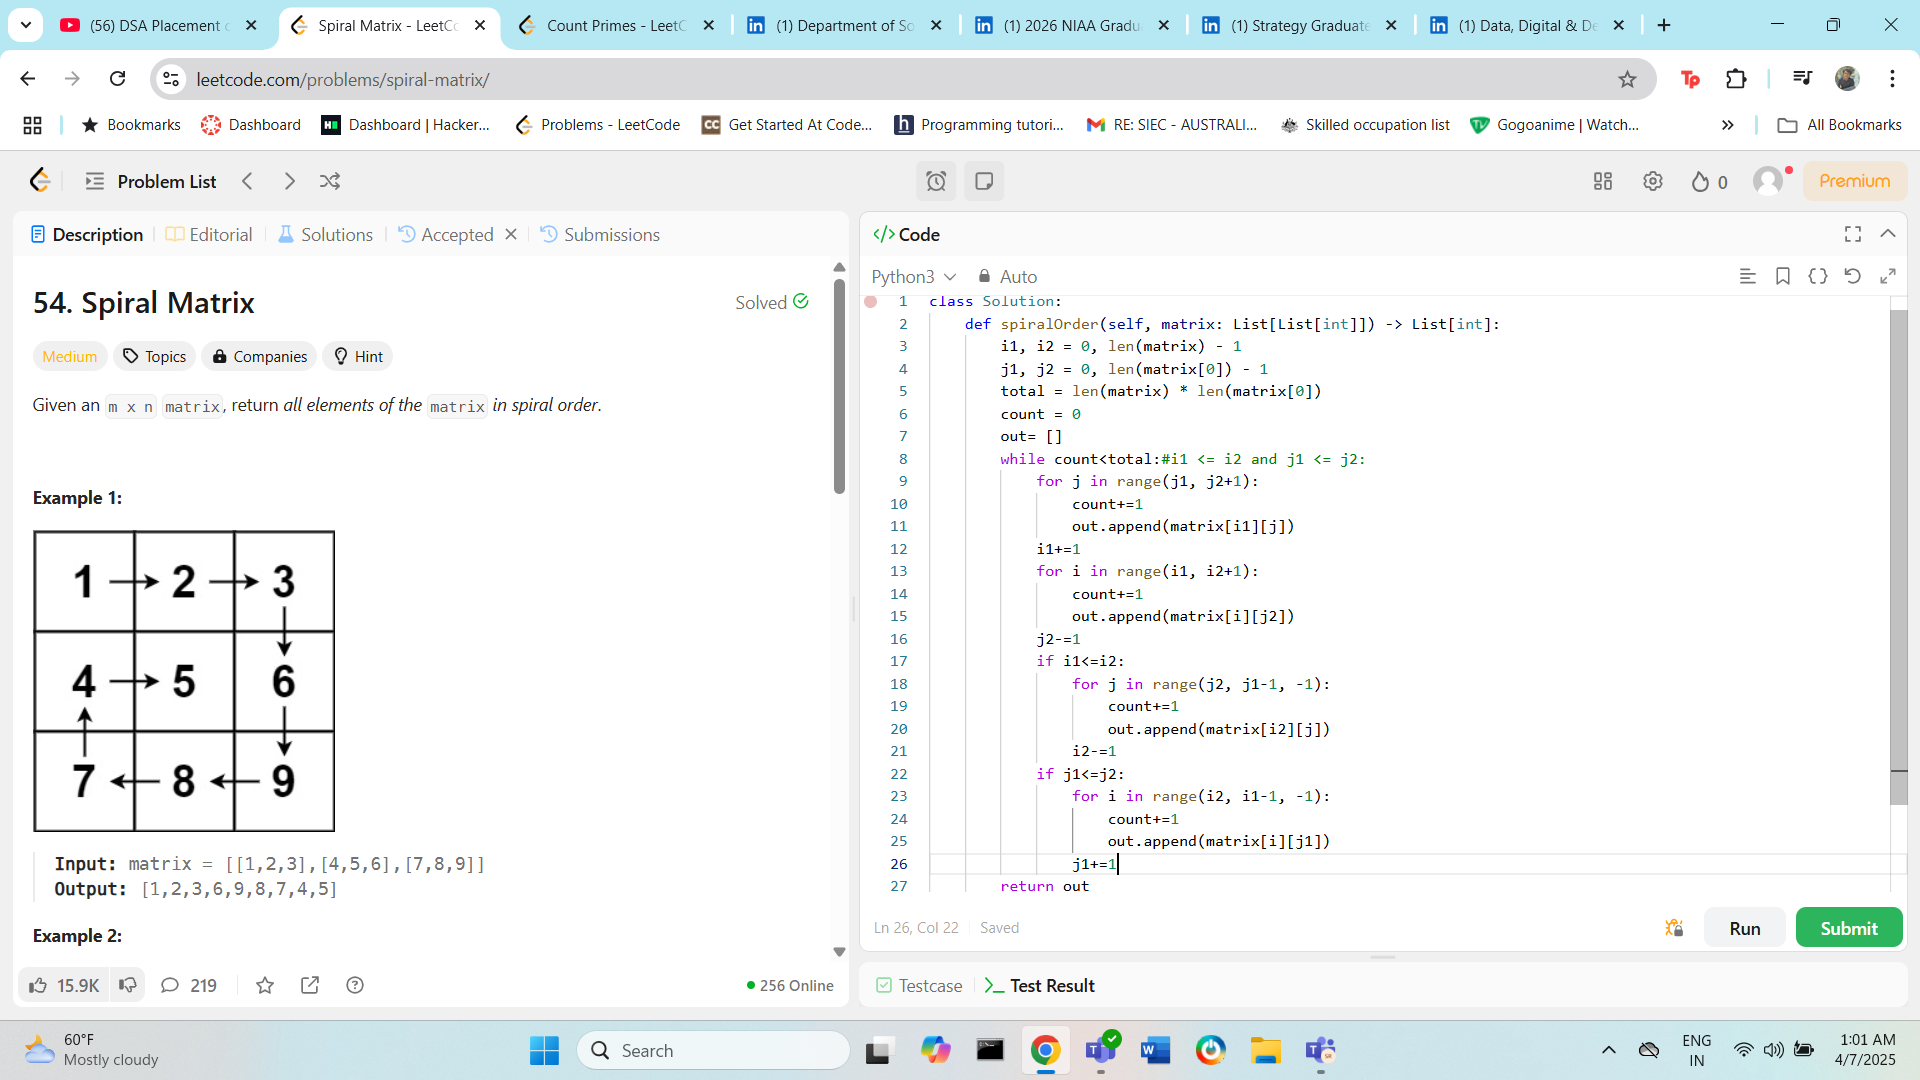 (56) DSA Placement c
Spiral Matrix - LeetCo
Count Primes - LeetC
(1) Department of So
(1) 2026 NIAA Gradu
(1) Strategy Graduate
(1) Data, Digital & De
leetcode.com/problems/spiral-matrix/
Bookmarks
Dashboard
Dashboard | Hacker...
Problems - LeetCode
Get Started At Code...
Programming tutori...
RE: SIEC - AUSTRALI...
Skilled occupation list
Gogoanime | Watch...
All Bookmarks
Problem List
0
Premium
Description
Editorial
Solutions
Accepted
Submissions
54. Spiral Matrix
Solved
Medium
Topics
Companies
Hint
Given an m x n matrix, return all elements of the matrix in spiral order.
Example 1:
1 2 3
4 5 6
7 8 9
Input: matrix = [[1,2,3],[4,5,6],[7,8,9]]
Output: [1,2,3,6,9,8,7,4,5]
Example 2:
15.9K
219
256 Online
</> Code
Python3
Auto
1 class Solution:
2 def spiralOrder(self, matrix: List[List[int]]) -> List[int]:
3 i1, i2 = 0, len(matrix) - 1
4 j1, j2 = 0, len(matrix[0]) - 1
5 total = len(matrix) * len(matrix[0])
6 count = 0
7 out= []
8 while count<total:#i1 <= i2 and j1 <= j2:
9 for j in range(j1, j2+1):
10 count+=1
11 out.append(matrix[i1][j])
12 i1+=1
13 for i in range(i1, i2+1):
14 count+=1
15 out.append(matrix[i][j2])
16 j2-=1
17 if i1<=i2:
18 for j in range(j2, j1-1, -1):
19 count+=1
20 out.append(matrix[i2][j])
21 i2-=1
22 if j1<=j2:
23 for i in range(i2, i1-1, -1):
24 count+=1
25 out.append(matrix[i][j1])
26 j1+=1
27 return out
Ln 26, Col 22
Saved
Run
Submit
Testcase
Test Result
60°F
Mostly cloudy
Search
ENG
IN
1:01 AM
4/7/2025